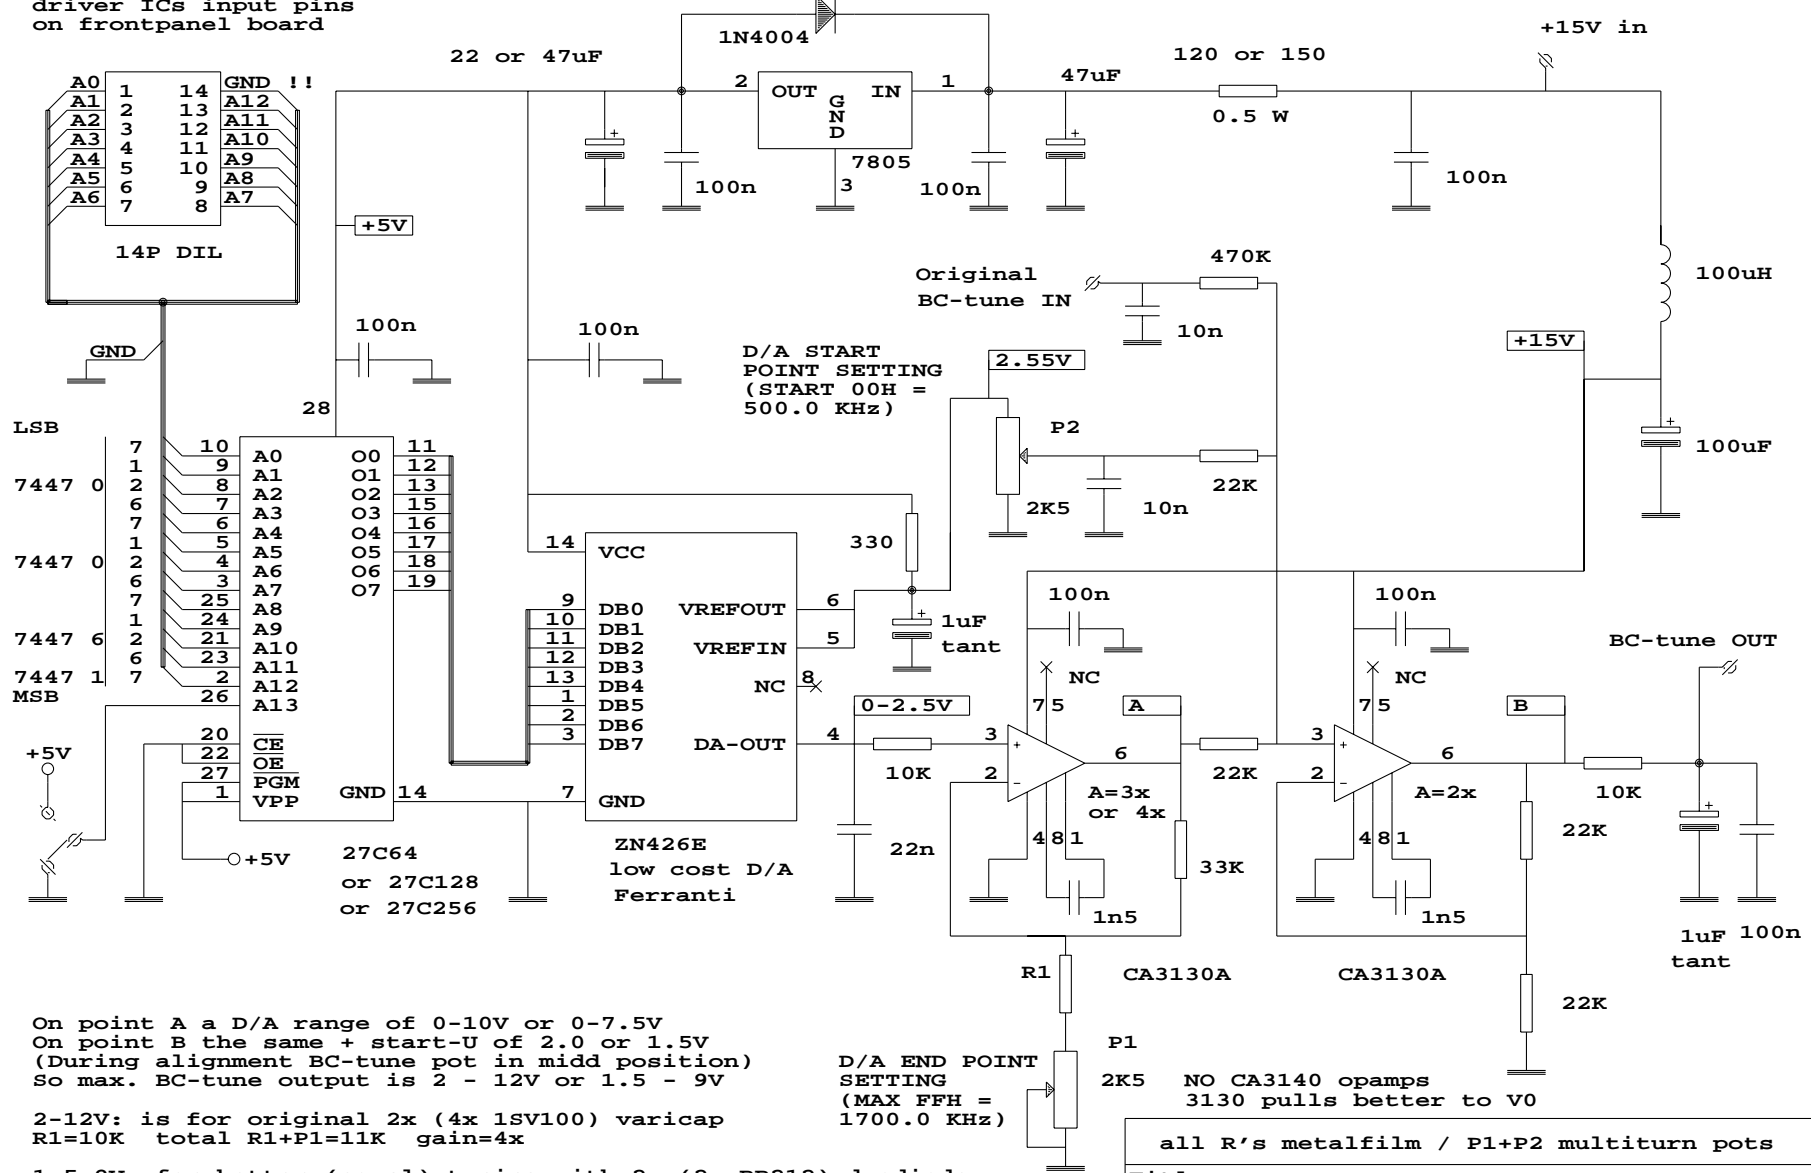 driver ICs input pins
on frontpanel board
A0 1 14 GND !!
A1 2 13 A12
A2 3 12 A11
A3 4 11 A10
A4 5 10 A9
A5 6 9 A8
A6 7 8 A7
14P DIL
22 or 47uF
1N4004
2 OUT GND IN 1
7805
3
47uF
120 or 150
0.5 W
+15V in
100n
100n
100n
+5V
100uH
Original
BC-tune IN
470K
10n
+15V
100uF
GND
100n
100n
D/A START
POINT SETTING
(START 00H =
500.0 KHz)
2.55V
P2
2K5
22K
10n
28
LSB
7 10 A0 O0 11
1 9 A1 O1 12
7447 0 2 8 A2 O2 13
6 7 A3 O3 15
7 6 A4 O4 16
1 5 A5 O5 17
7447 0 2 4 A6 O6 18
6 3 A7 O7 19
7 25 A8
1 24 A9
7447 6 2 21 A10
6 23 A11
7447 1 7 2 A12
MSB 26 A13
20 CE
22 OE
27 PGM
1 VPP GND 14
+5V
+5V
27C64
or 27C128
or 27C256
330
14 VCC
9 DB0 VREFOUT 6
10 DB1
11 DB2 VREFIN 5
12 DB3
13 DB4 NC 8
1 DB5
2 DB6
3 DB7 DA-OUT 4
7 GND
ZN426E
low cost D/A
Ferranti
1uF
tant
0-2.5V
10K
22n
100n
NC
7 5
3 +
2 -
6
A
A=3x
or 4x
4 8 1
1n5
33K
22K
CA3130A
100n
NC
7 5
3 +
2 -
6
B
A=2x
4 8 1
1n5
22K
CA3130A
22K
BC-tune OUT
10K
1uF
tant
100n
R1
P1
2K5
D/A END POINT
SETTING
(MAX FFH =
1700.0 KHz)
On point A a D/A range of 0-10V or 0-7.5V
On point B the same + start-U of 2.0 or 1.5V
(During alignment BC-tune pot in midd position)
So max. BC-tune output is 2 - 12V or 1.5 - 9V
2-12V: is for original 2x (4x 1SV100) varicap
R1=10K total R1+P1=11K gain=4x
NO CA3140 opamps
3130 pulls better to V0
all R's metalfilm / P1+P2 multiturn pots